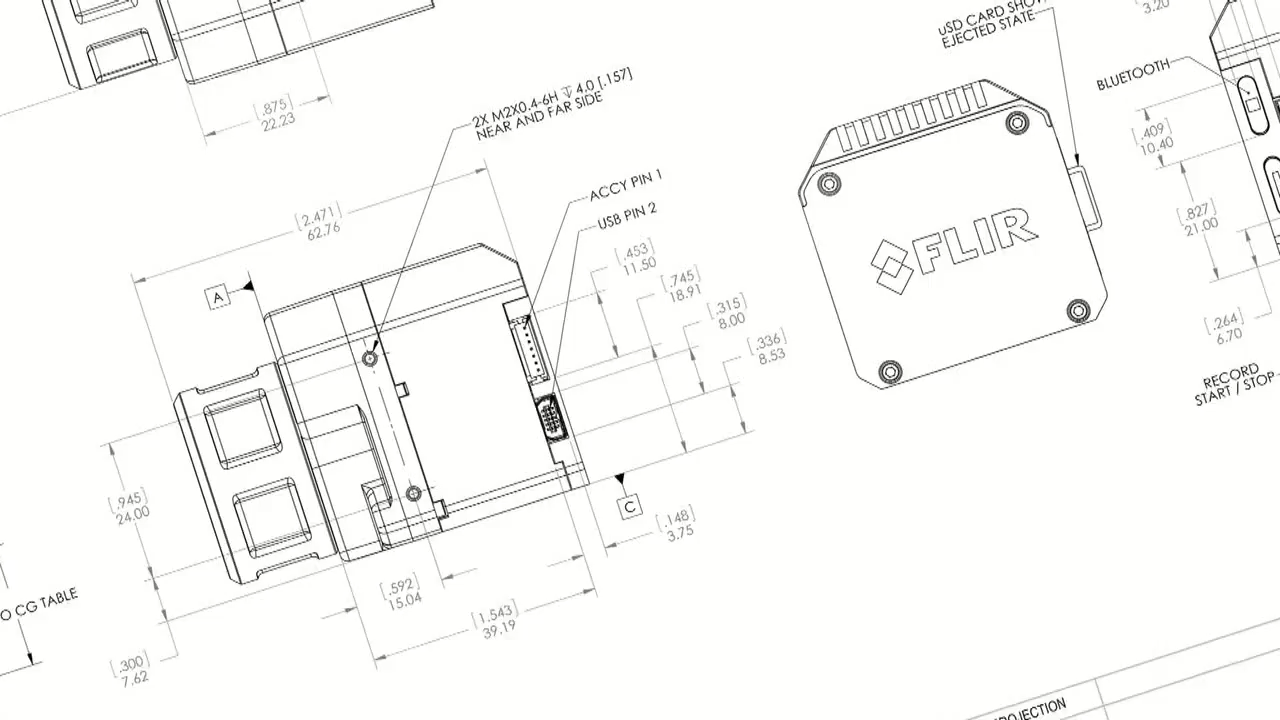 [.875]
22.23
2X M2X0.4-6H ↧ 4.0 [.157]
NEAR AND FAR SIDE
ACCY PIN 1
USB PIN 2
[2.471]
62.76
A
[.453]
11.50
[.745]
18.91
[.315]
8.00
[.336]
8.53
[.945]
24.00
[.300]
7.62
[.592]
15.04
[1.543]
39.19
[.148]
3.75
C
O CG TABLE
USD CARD SHOW
EJECTED STATE
FLIR
3.20
BLUETOOTH
[.409]
10.40
[.827]
21.00
[.264]
6.70
RECORD
START / STOP
ROJECTION